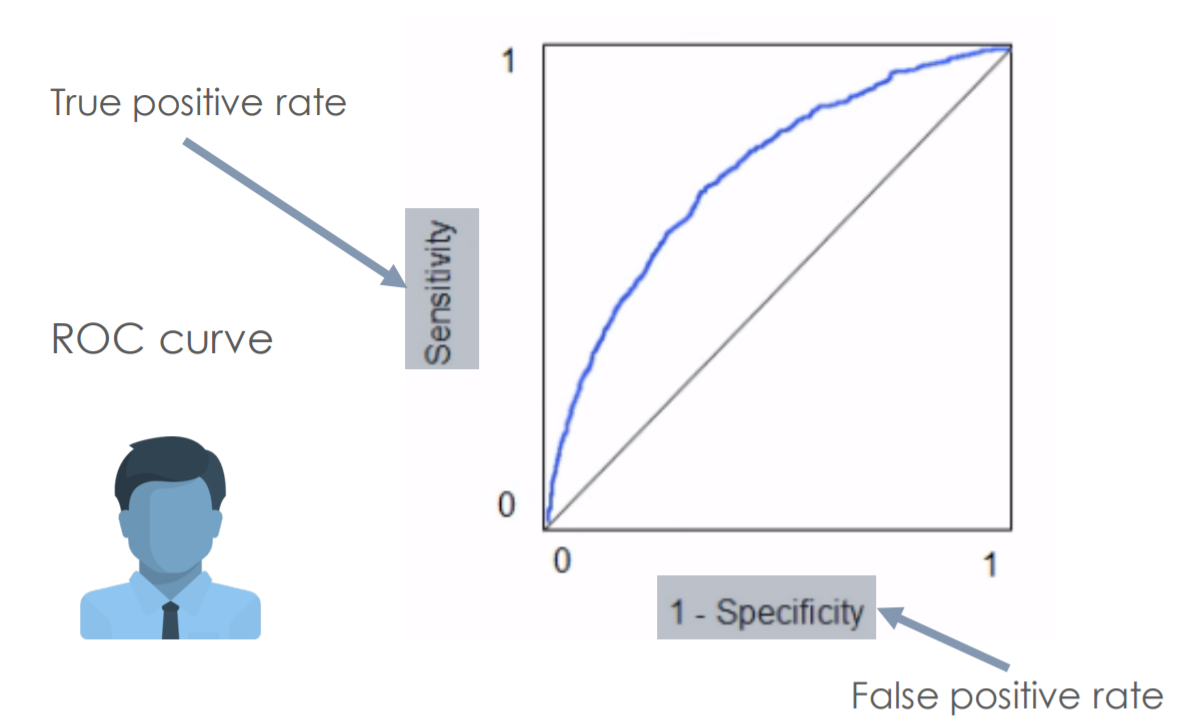 True positive rate
1
Sensitivity
ROC curve
0
0
1
1 - Specificity
False positive rate